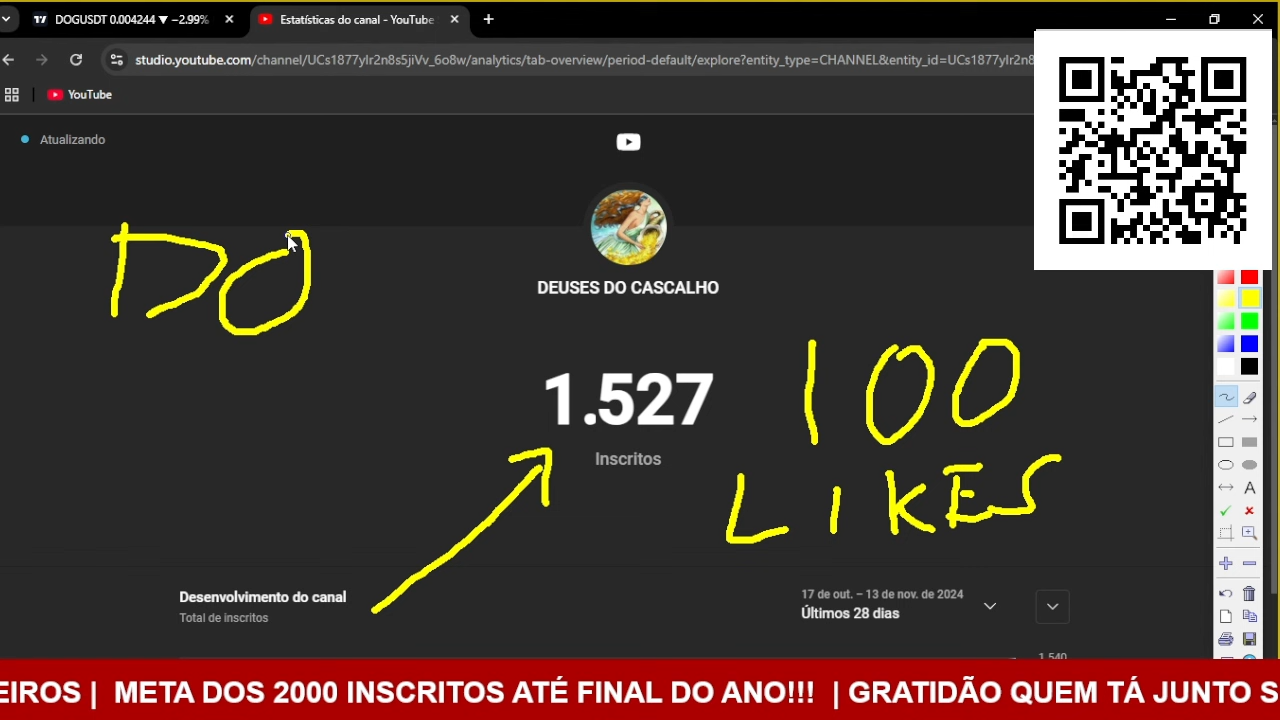 DOGUSDT 0.004244 ▼ −2.99%
Estatísticas do canal - YouTube
studio.youtube.com/channel/UCs1877yIr2n8s5jiVv_6o8w/analytics/tab-overview/period-default/explore?entity_type=CHANNEL&entity_id=UCs1877yIr2n8
YouTube
Atualizando
DO
DEUSES DO CASCALHO
1.527
Inscritos
100
LIKES
Desenvolvimento do canal
Total de inscritos
17 de out. – 13 de nov. de 2024
Últimos 28 dias
1.540
EIROS | META DOS 2000 INSCRITOS ATÉ FINAL DO ANO!!! | GRATIDÃO QUEM TÁ JUNTO S